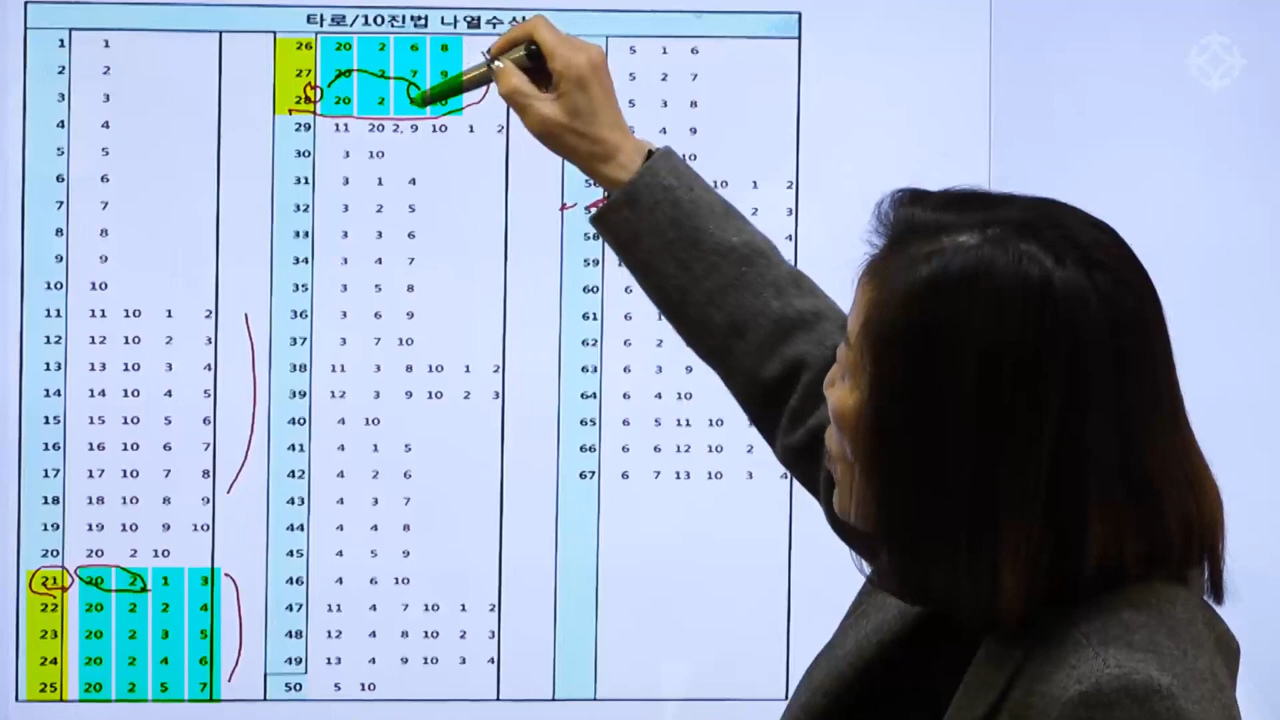 타로/10진법 나열수
1 1
2 2
3 3
4 4
5 5
6 6
7 7
8 8
9 9
10 10
11 11 10 1 2
12 12 10 2 3
13 13 10 3 4
14 14 10 4 5
15 15 10 5 6
16 16 10 6 7
17 17 10 7 8
18 18 10 8 9
19 19 10 9 10
20 20 2 10
21 20 2 1 3
22 20 2 2 4
23 20 2 3 5
24 20 2 4 6
25 20 2 5 7
26 20 2 6 8
27 20 2 7 9
28 20 2 10
29 11 20 2, 9 10 1 2
30 3 10
31 3 1 4
32 3 2 5
33 3 3 6
34 3 4 7
35 3 5 8
36 3 6 9
37 3 7 10
38 11 3 8 10 1 2
39 12 3 9 10 2 3
40 4 10
41 4 1 5
42 4 2 6
43 4 3 7
44 4 4 8
45 4 5 9
46 4 6 10
47 11 4 7 10 1 2
48 12 4 8 10 2 3
49 13 4 9 10 3 4
50 5 10
5 1 6
5 2 7
5 3 8
4 9
10
10 1 2
2 3
58 4
59
60 6
61 6 1
62 6 2
63 6 3 9
64 6 4 10
65 6 5 11 10
66 6 6 12 10 2
67 6 7 13 10 3 4